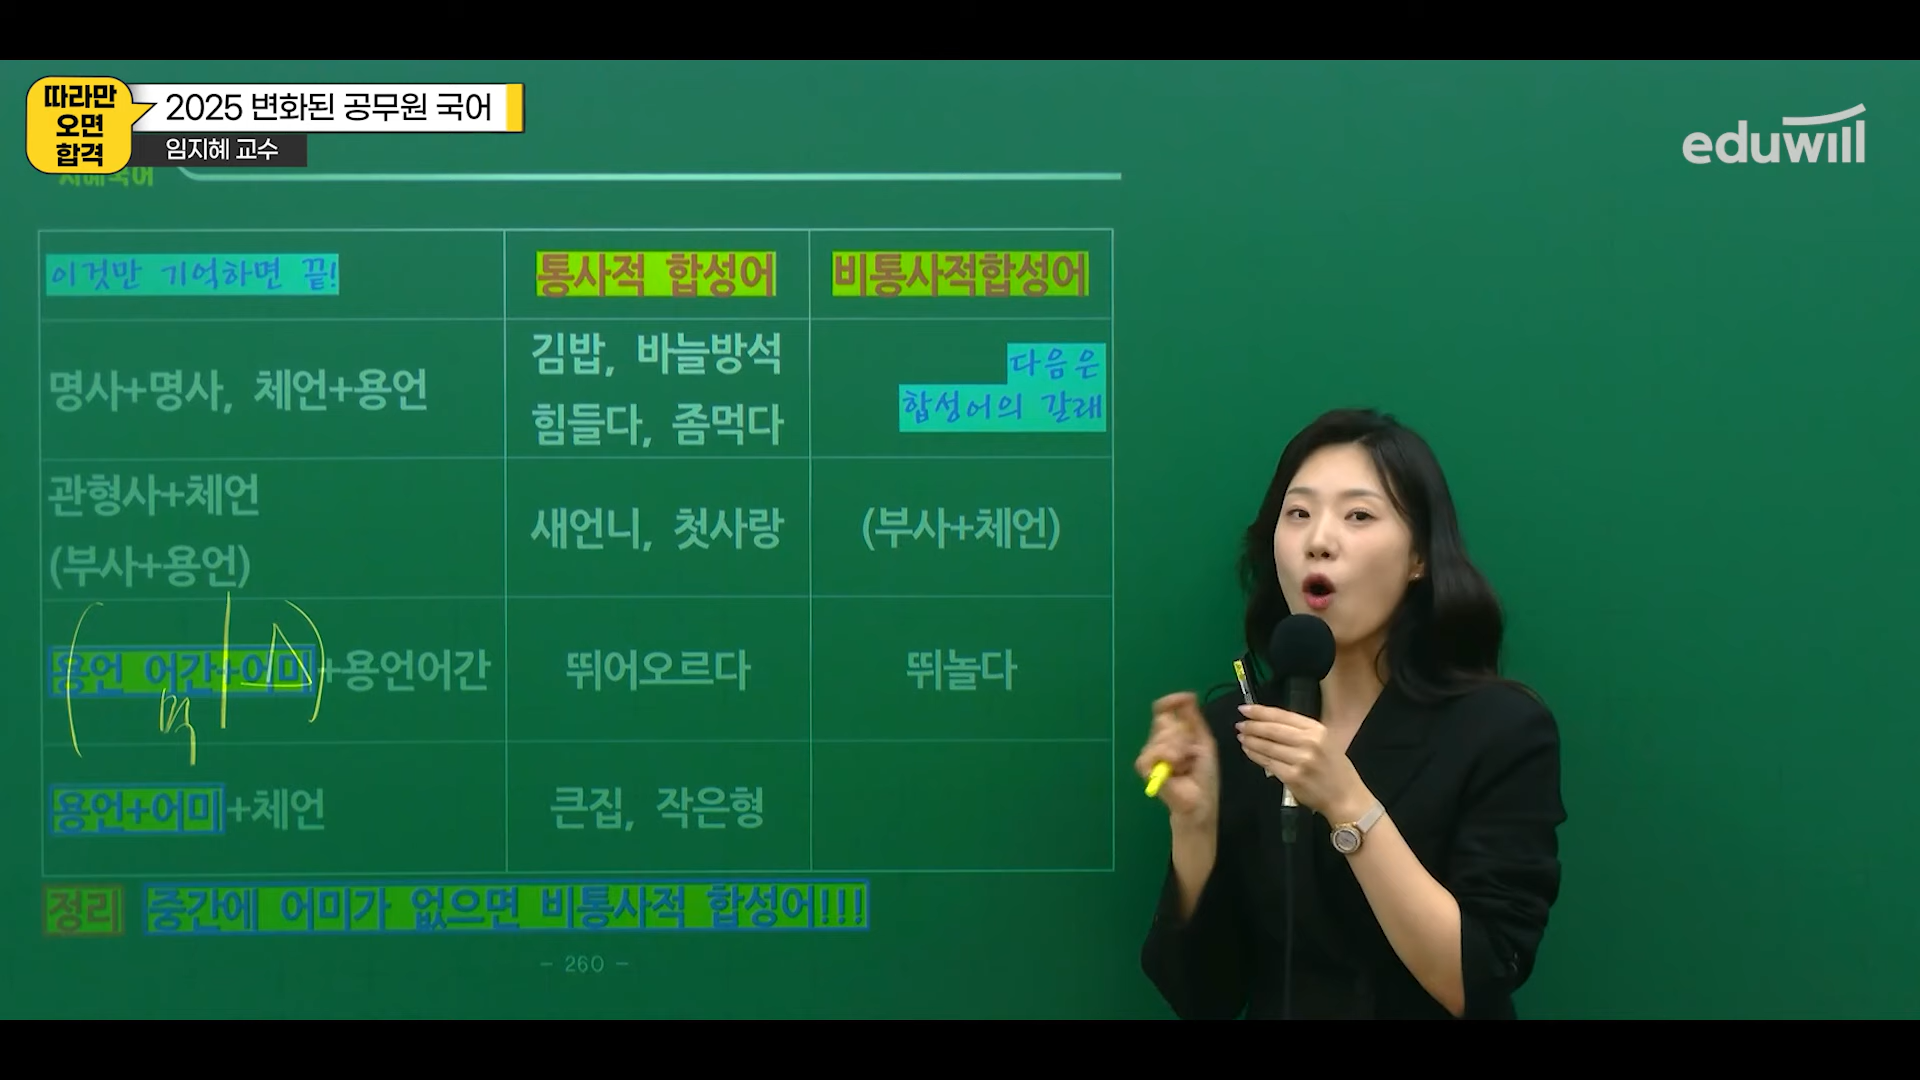 따라만
오면
합격
2025 변화된 공무원 국어
임지혜 교수
eduwill
지혜국어
이것만 기억하면 끝!
통사적 합성어
비통사적합성어
명사+명사, 체언+용언
김밥, 바늘방석
힘들다, 좀먹다
다음은
합성어의 갈래
관형사+체언
(부사+용언)
새언니, 첫사랑
(부사+체언)
용언 어간+어미+용언어간
먹
뛰어오르다
뛰놀다
용언+어미+체언
큰집, 작은형
정리 중간에 어미가 없으면 비통사적 합성어!!!
- 260 -